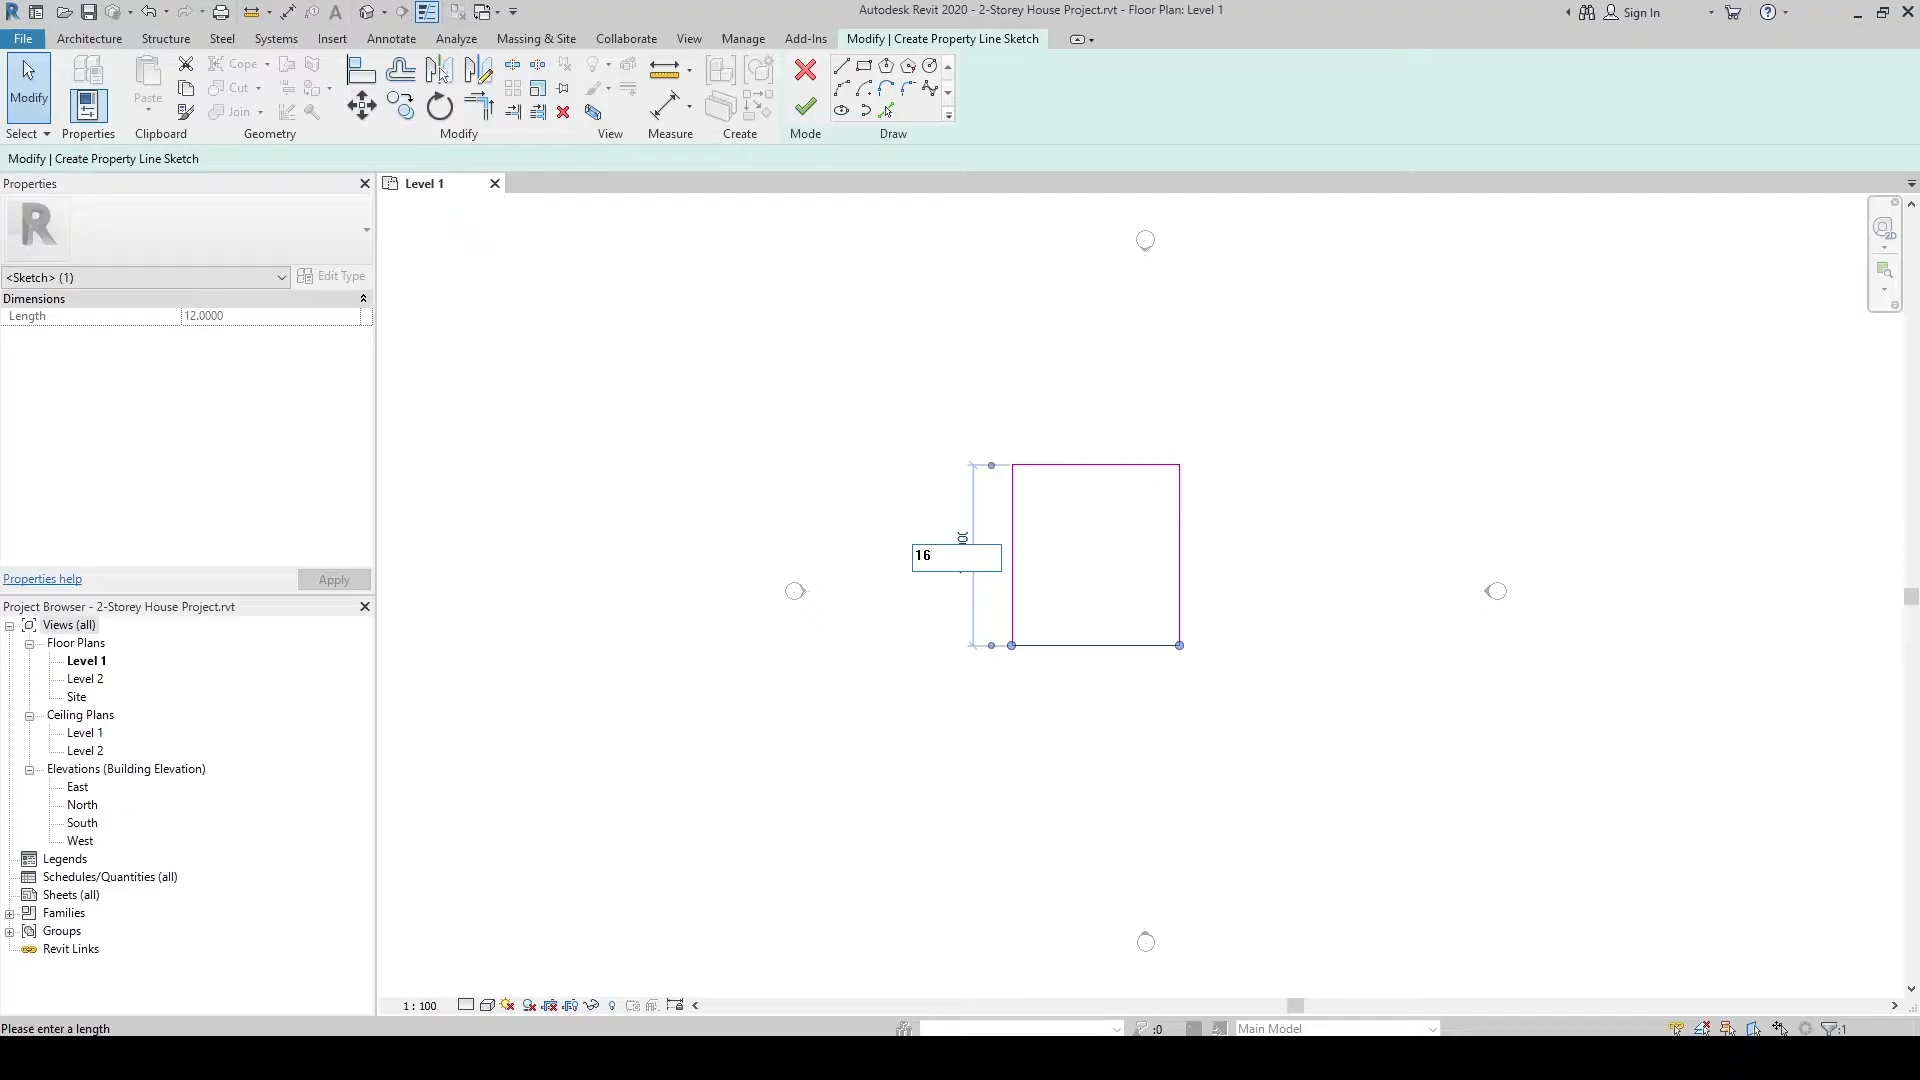 Autodesk Revit 2020 - 2-Storey House Project.rvt - Floor Plan: Level 1
Sign In
File
Architecture
Structure
Steel
Systems
Insert
Annotate
Analyze
Massing & Site
Collaborate
View
Manage
Add-Ins
Modify | Create Property Line Sketch
Modify
Paste
Cope
Cut
Join
Select
Properties
Clipboard
Geometry
Modify
View
Measure
Create
Mode
Draw
Modify | Create Property Line Sketch
Properties
Level 1
R
2D
<Sketch> (1)
Edit Type
Dimensions
Length
12.0000
16
Properties help
Apply
Project Browser - 2-Storey House Project.rvt
Views (all)
Floor Plans
Level 1
Level 2
Site
Ceiling Plans
Level 1
Level 2
Elevations (Building Elevation)
East
North
South
West
Legends
Schedules/Quantities (all)
Sheets (all)
Families
Groups
Revit Links
1 : 100
Please enter a length
:0
Main Model
:1